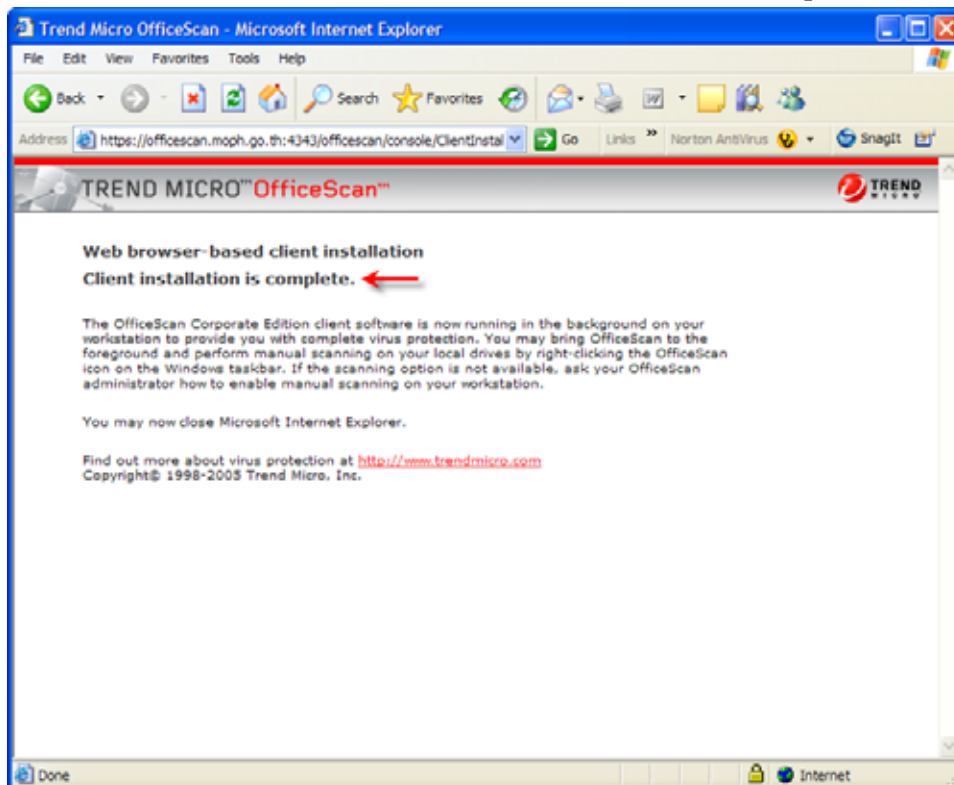 Trend Micro OfficeScan - Microsoft Internet Explorer
File Edit View Favorites Tools Help
Back Search Favorites
Address https://officescan.moph.go.th:4343/officescan/console/ClientInstal Go Links » Norton AntiVirus SnagIt
TREND MICRO™ OfficeScan™ TREND MICRO
Web browser-based client installation
Client installation is complete.
The OfficeScan Corporate Edition client software is now running in the background on your
workstation to provide you with complete virus protection. You may bring OfficeScan to the
foreground and perform manual scanning on your local drives by right-clicking the OfficeScan
icon on the Windows taskbar. If the scanning option is not available, ask your OfficeScan
administrator how to enable manual scanning on your workstation.
You may now close Microsoft Internet Explorer.
Find out more about virus protection at http://www.trendmicro.com
Copyright© 1998-2005 Trend Micro, Inc.
Done Internet